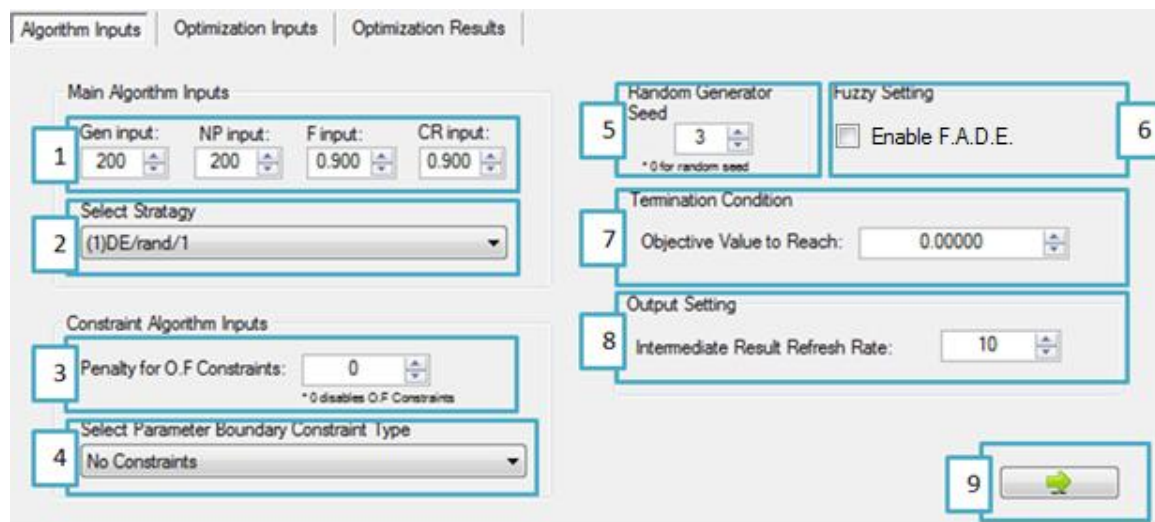 Algorithm Inputs
Optimization Inputs
Optimization Results
Main Algorithm Inputs
1
Gen input:
NP input:
F input:
CR input:
200
200
0.900
0.900
2
Select Stratagy
(1)DE/rand/1
Constraint Algorithm Inputs
3
Penalty for O.F Constraints:
0
* 0 disables O.F Constraints
4
Select Parameter Boundary Constraint Type
No Constraints
5
Random Generator
Seed
3
* 0 for random seed
Fuzzy Setting
6
Enable F.A.D.E.
Termination Condition
7
Objective Value to Reach:
0.00000
Output Setting
8
Intermediate Result Refresh Rate:
10
9